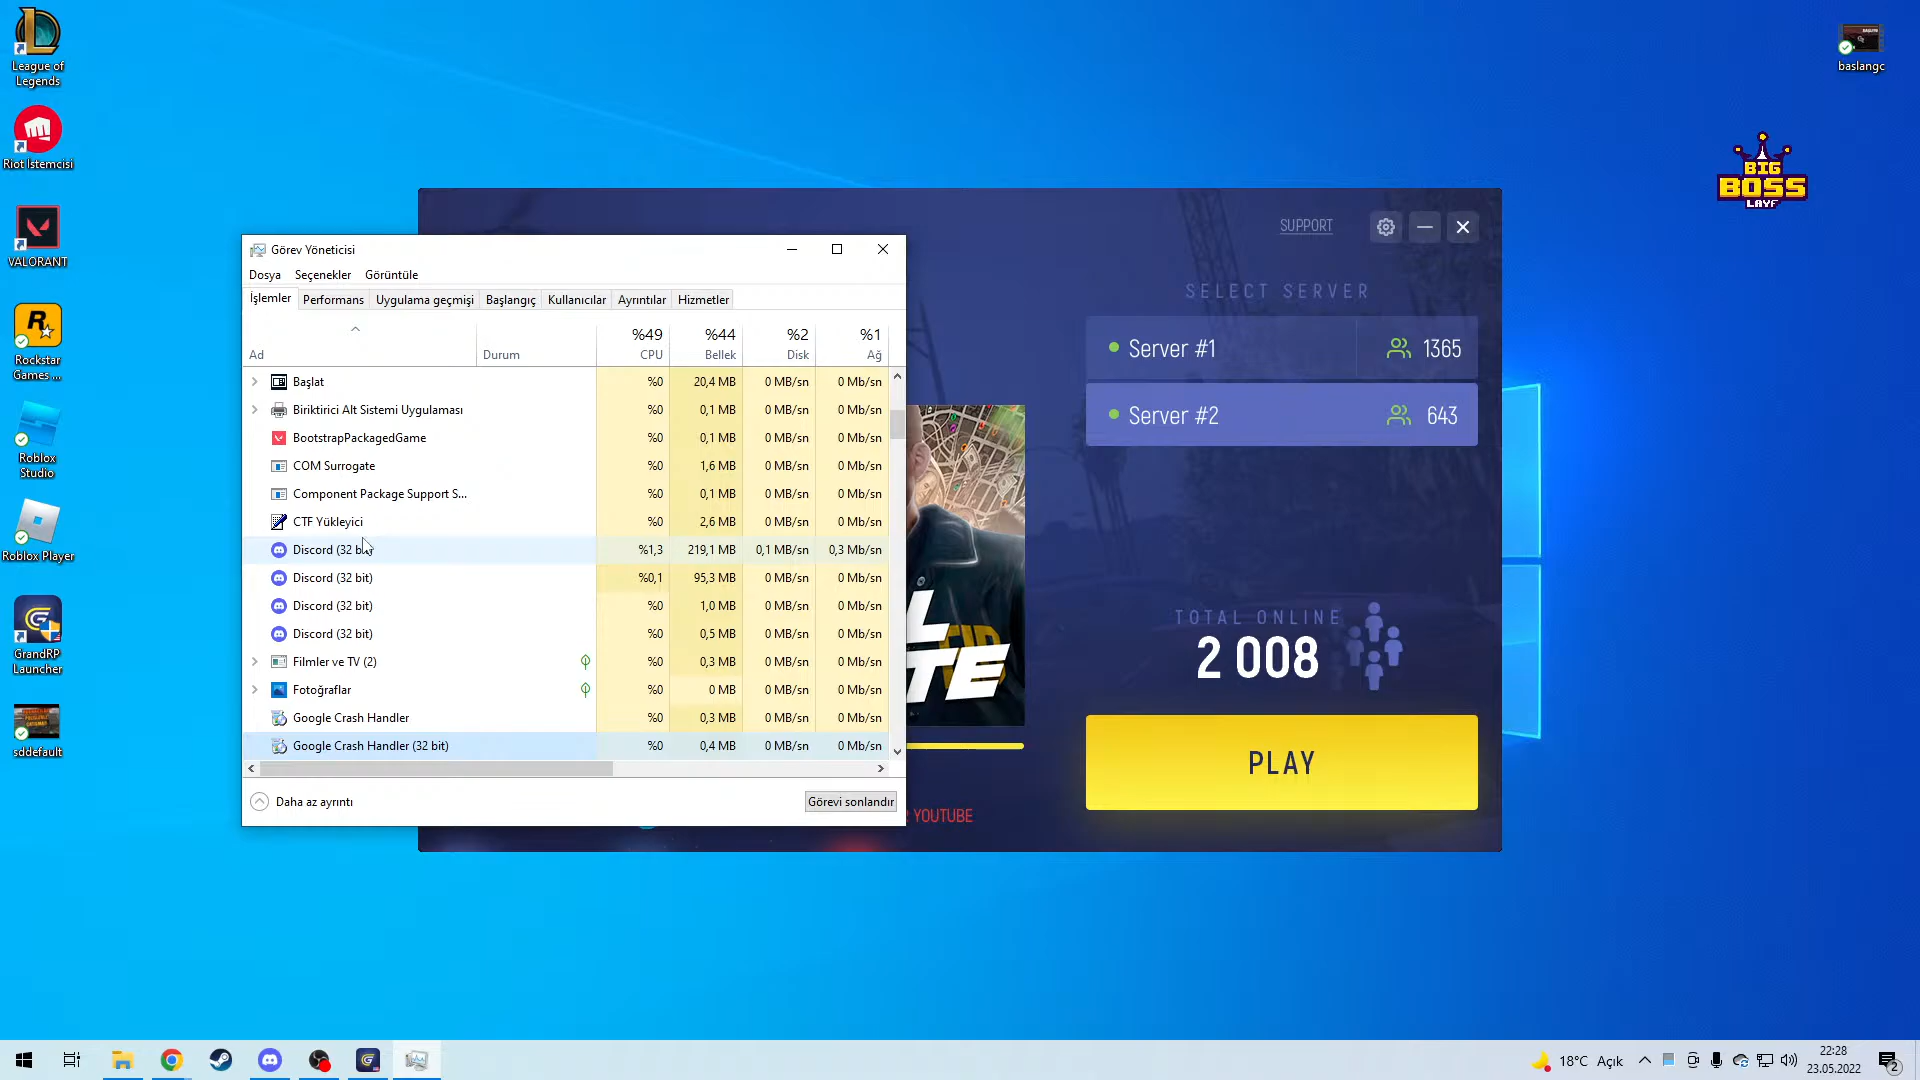 League of
Legends
Riot İstemcisi
VALORANT
Rockstar
Games ...
Roblox
Studio
Roblox Player
GrandRP
Launcher
sddefault
baslangc
BIG
BOSS
LAYF
SUPPORT
SELECT SERVER
Server #1 1365
Server #2 643
TOTAL ONLINE
2 008
PLAY
YOUTUBE
Görev Yöneticisi
Dosya Seçenekler Görüntüle
İşlemler Performans Uygulama geçmişi Başlangıç Kullanıcılar Ayrıntılar Hizmetler
%49 %44 %2 %1
Ad Durum CPU Bellek Disk Ağ
Başlat %0 20,4 MB 0 MB/sn 0 Mb/sn
Biriktirici Alt Sistemi Uygulaması %0 0,1 MB 0 MB/sn 0 Mb/sn
BootstrapPackagedGame %0 0,1 MB 0 MB/sn 0 Mb/sn
COM Surrogate %0 1,6 MB 0 MB/sn 0 Mb/sn
Component Package Support S... %0 0,1 MB 0 MB/sn 0 Mb/sn
CTF Yükleyici %0 2,6 MB 0 MB/sn 0 Mb/sn
Discord (32 bit) %1,3 219,1 MB 0,1 MB/sn 0,3 Mb/sn
Discord (32 bit) %0,1 95,3 MB 0 MB/sn 0 Mb/sn
Discord (32 bit) %0 1,0 MB 0 MB/sn 0 Mb/sn
Discord (32 bit) %0 0,5 MB 0 MB/sn 0 Mb/sn
Filmler ve TV (2) %0 0,3 MB 0 MB/sn 0 Mb/sn
Fotoğraflar %0 0 MB 0 MB/sn 0 Mb/sn
Google Crash Handler %0 0,3 MB 0 MB/sn 0 Mb/sn
Google Crash Handler (32 bit) %0 0,4 MB 0 MB/sn 0 Mb/sn
Daha az ayrıntı Görevi sonlandır
18°C Açık
22:28
23.05.2022
2